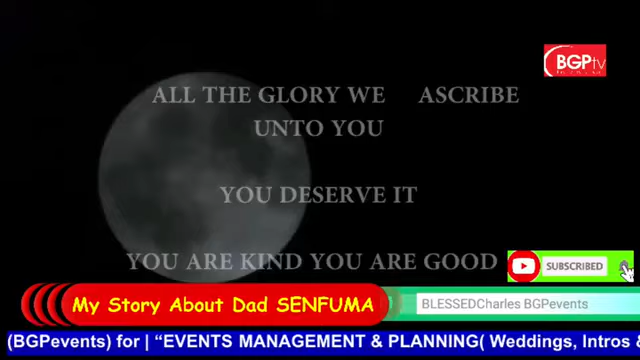 BGPtv
ALL THE GLORY WE ASCRIBE
UNTO YOU
YOU DESERVE IT
YOU ARE KIND YOU ARE GOOD
SUBSCRIBED
My Story About Dad SENFUMA
BLESSEDCharles BGPevents
(BGPevents) for | “EVENTS MANAGEMENT & PLANNING( Weddings, Intros &